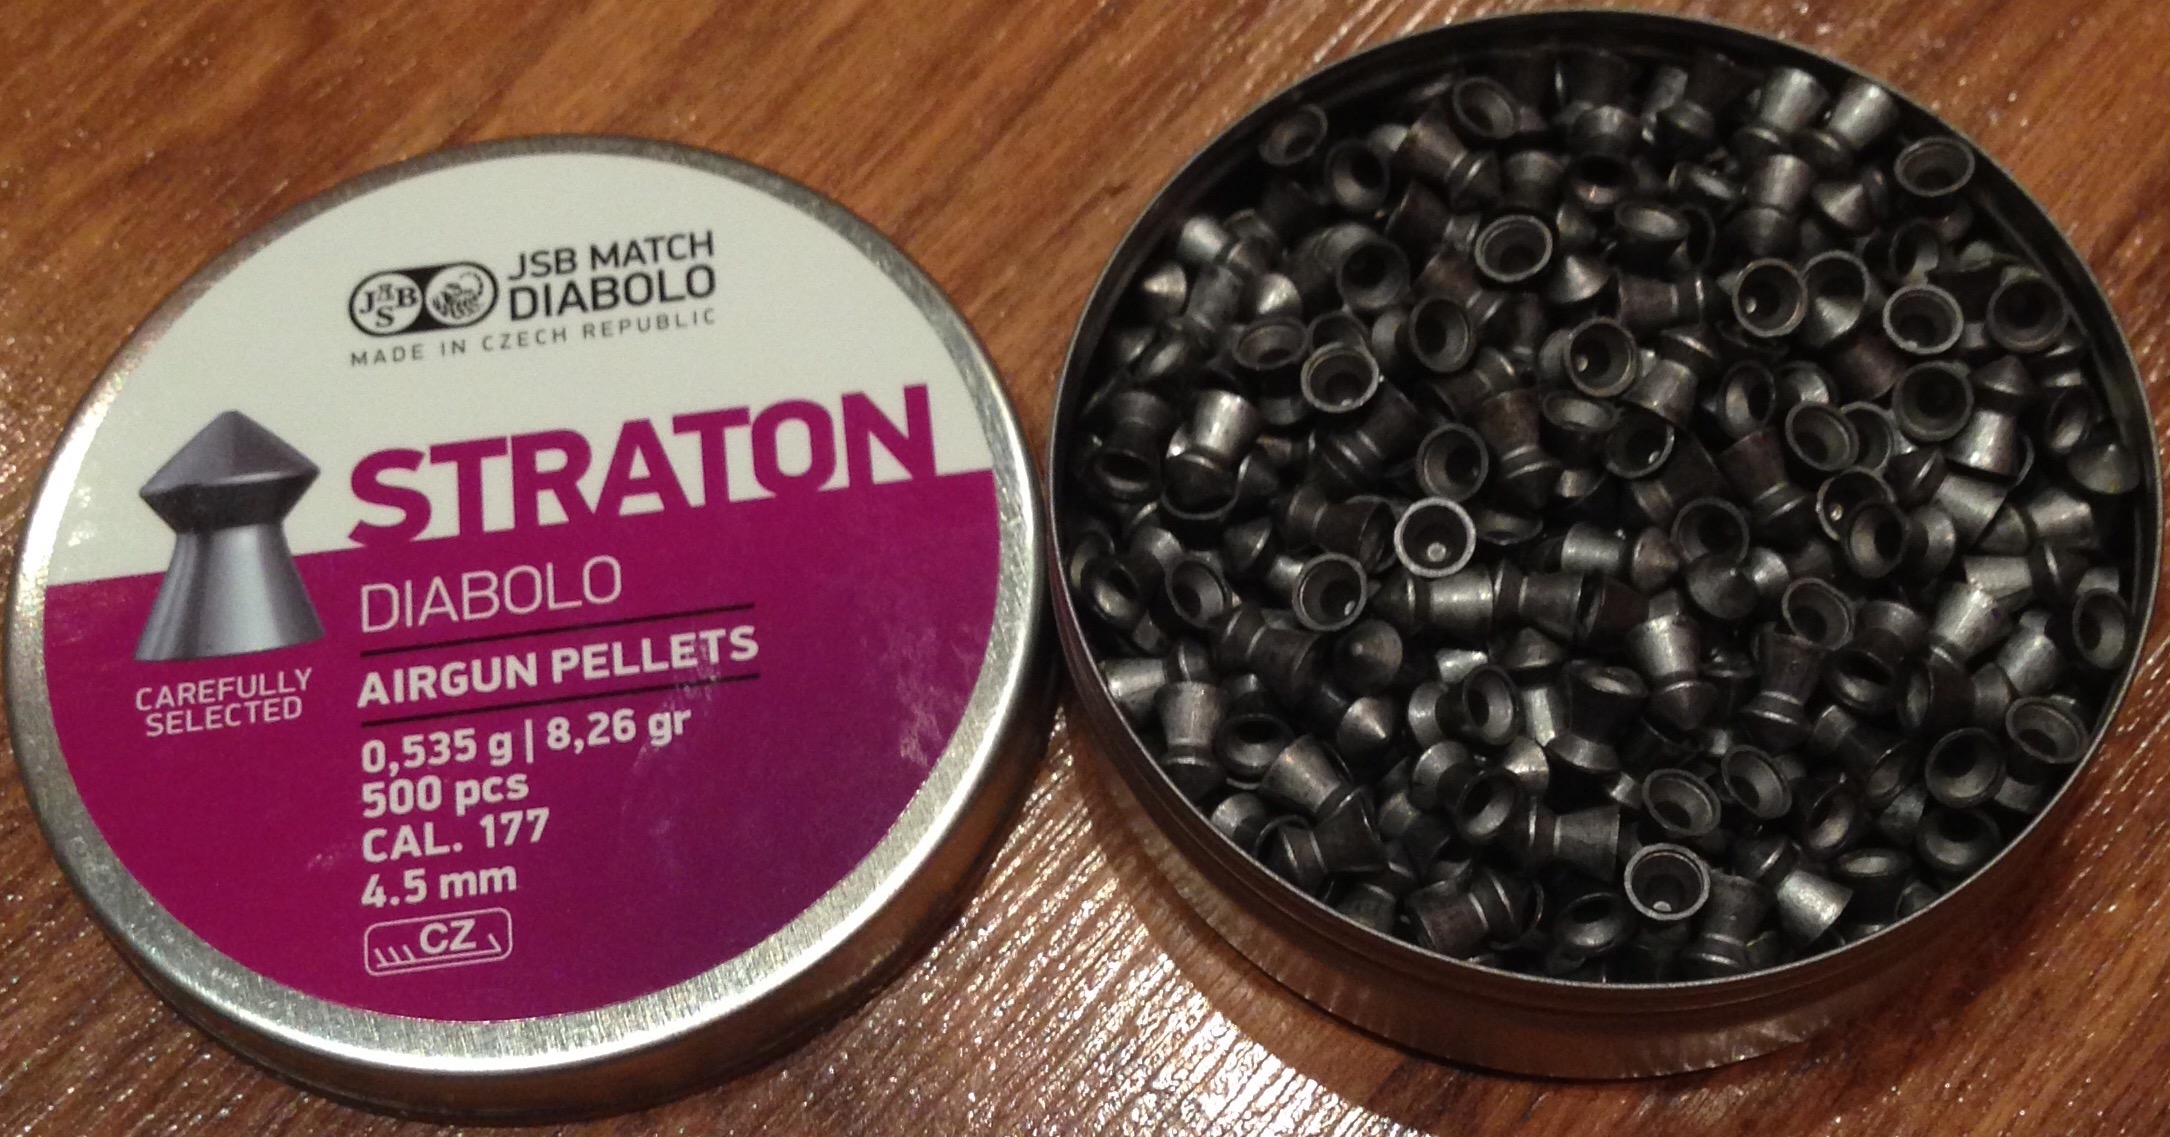 JASB
JSB MATCH
DIABOLO
MADE IN CZECH REPUBLIC
STRATON
DIABOLO
AIRGUN PELLETS
CAREFULLY
SELECTED
0,535 g | 8,26 gr
500 pcs
CAL. 177
4.5 mm
CZ